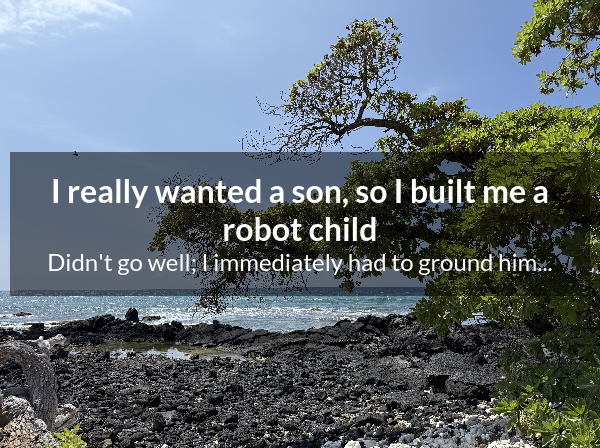 I really wanted a son, so I built me a
robot child
Didn't go well; I immediately had to ground him...